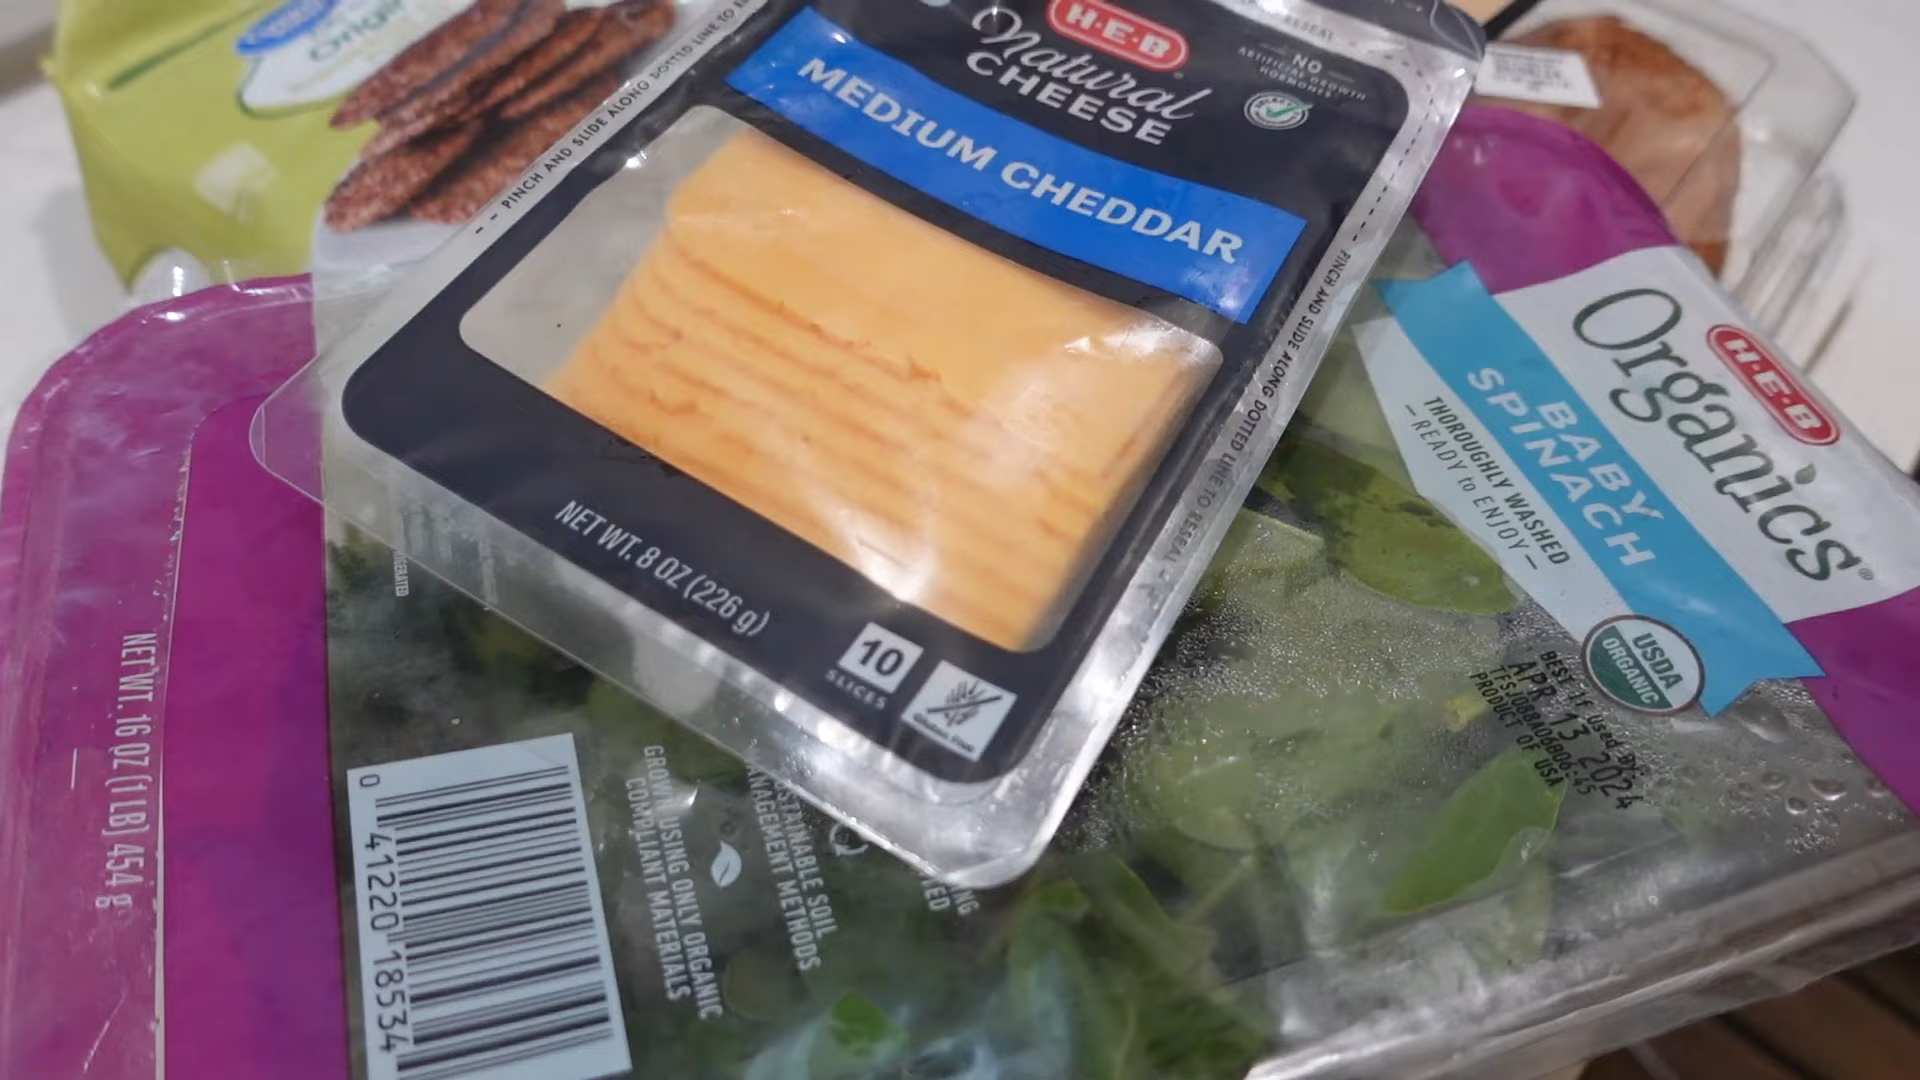 H-E-B
Natural
CHEESE
NO
ARTIFICIAL GROWTH
HORMONES
MEDIUM CHEDDAR
PINCH AND SLIDE ALONG DOTTED LINE TO
PINCH AND SLIDE ALONG DOTTED LINE TO RESEAL
RESEAL
NET WT. 8 OZ (226 g)
10
SLICES
Gluten Free
H-E-B
Organics®
BABY
SPINACH
THOROUGHLY WASHED
– READY to ENJOY –
USDA
ORGANIC
BEST IF Used BY:
APR 13 2024
PRODUCT OF USA
NET WT. 16 OZ (1 LB) 454 g
0 41220 18534
GROWN USING ONLY ORGANIC
COMPLIANT MATERIALS
SOIL
METHODS